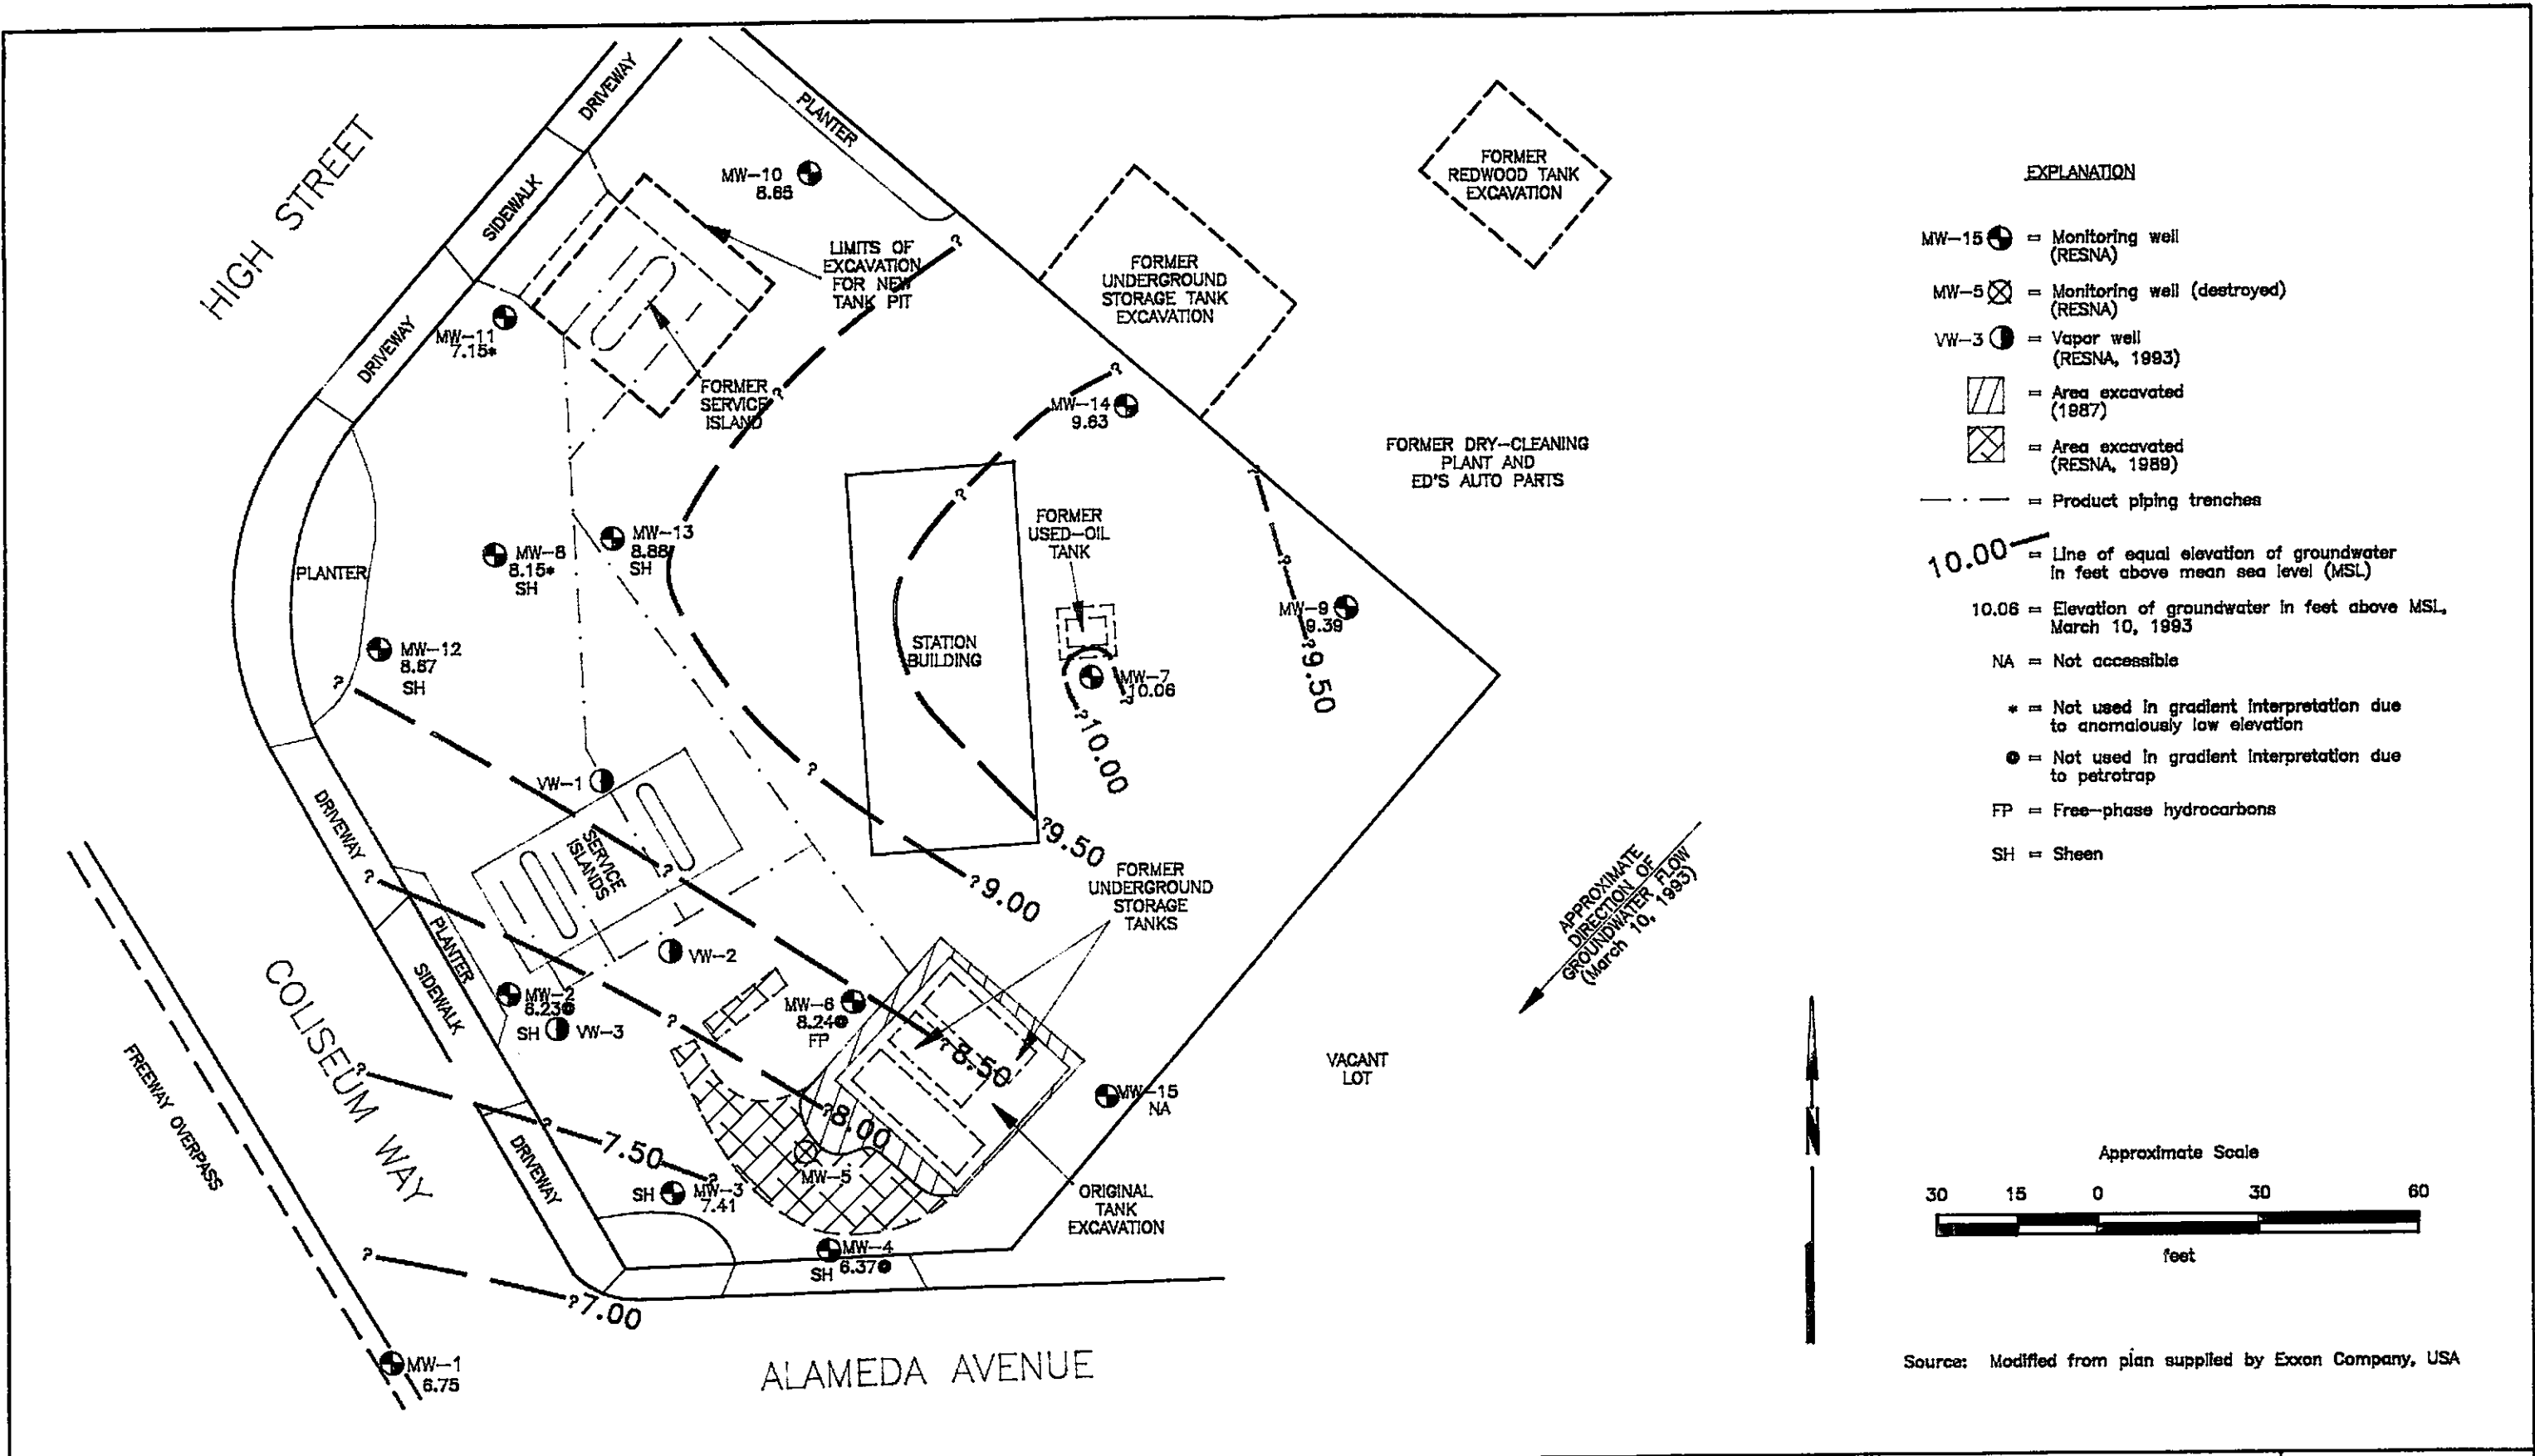 HIGH STREET
DRIVEWAY
SIDEWALK
DRIVEWAY
PLANTER
MW-10
8.65
LIMITS OF
EXCAVATION
FOR NEW
TANK PIT
MW-11
7.15*
FORMER
SERVICE
ISLAND
FORMER
UNDERGROUND
STORAGE TANK
EXCAVATION
FORMER
REDWOOD TANK
EXCAVATION
MW-14
9.63
FORMER DRY-CLEANING
PLANT AND
ED'S AUTO PARTS
MW-13
8.88
SH
MW-8
8.15*
SH
PLANTER
MW-12
8.67
SH
FORMER
USED-OIL
TANK
STATION
BUILDING
MW-7
10.06
?10.00
MW-9
9.39
?9.50
VW-1
SERVICE
ISLANDS
DRIVEWAY
?9.50
?9.00
FORMER
UNDERGROUND
STORAGE
TANKS
PLANTER
SIDEWALK
VW-2
MW-2
8.23
SH
VW-3
MW-6
8.24
FP
?8.50
MW-15
NA
VACANT
LOT
?8.00
MW-5
7.50
DRIVEWAY
SH
MW-3
7.41
ORIGINAL
TANK
EXCAVATION
MW-4
SH 6.37
?7.00
MW-1
6.75
FREEWAY OVERPASS
COLISEUM WAY
ALAMEDA AVENUE
APPROXIMATE
DIRECTION OF
GROUNDWATER FLOW
(March 10, 1993)
N
EXPLANATION
MW-15 = Monitoring well
(RESNA)
MW-5 = Monitoring well (destroyed)
(RESNA)
VW-3 = Vapor well
(RESNA, 1993)
= Area excavated
(1987)
= Area excavated
(RESNA, 1989)
= Product piping trenches
10.00 = Line of equal elevation of groundwater
in feet above mean sea level (MSL)
10.06 = Elevation of groundwater in feet above MSL,
March 10, 1993
NA = Not accessible
* = Not used in gradient interpretation due
to anomalously low elevation
= Not used in gradient interpretation due
to petrotrap
FP = Free-phase hydrocarbons
SH = Sheen
Approximate Scale
30 15 0 30 60
feet
Source: Modified from plan supplied by Exxon Company, USA